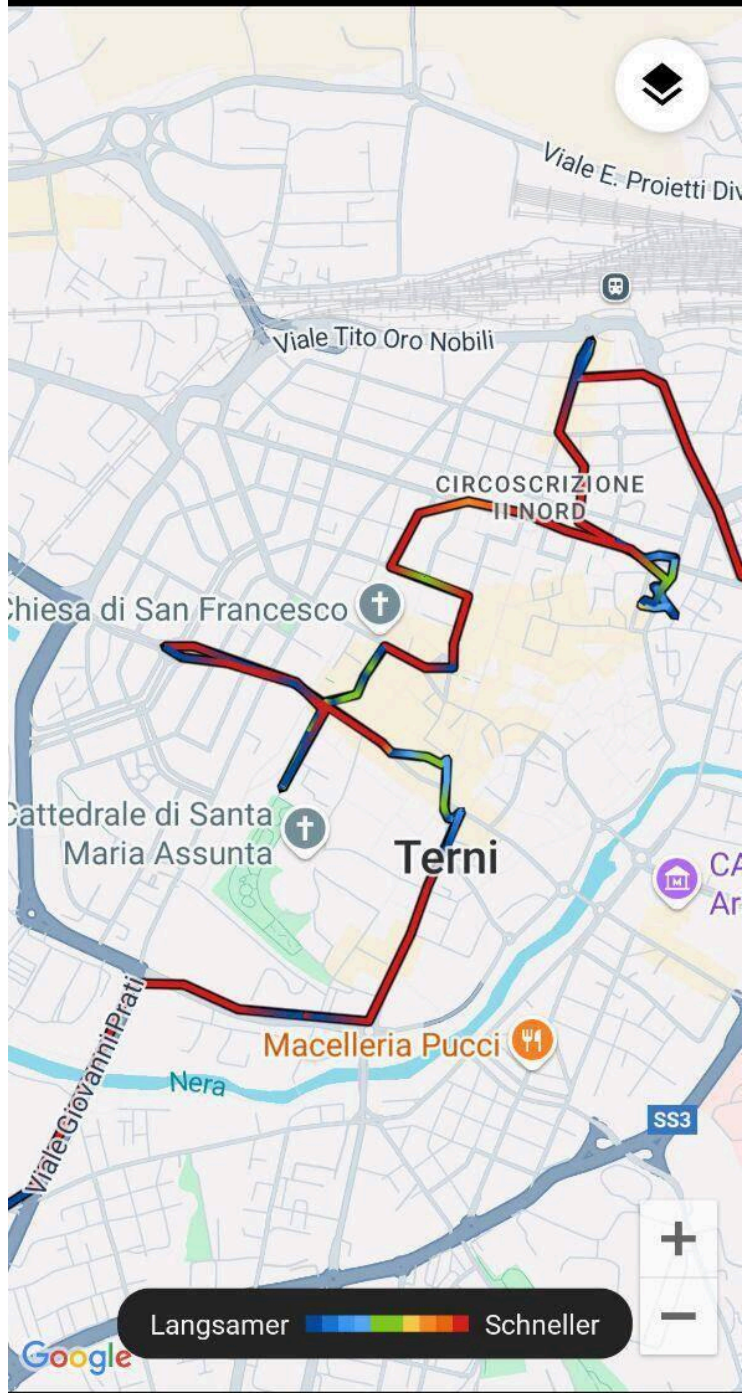 Viale E. Proietti Div
Viale Tito Oro Nobili
CIRCOSCRIZIONE
II NORD
Chiesa di San Francesco
Cattedrale di Santa
Maria Assunta
Terni
CA
Ar
Macelleria Pucci
Nera
Viale Giovanni Prati
SS3
Langsamer
Schneller
Google